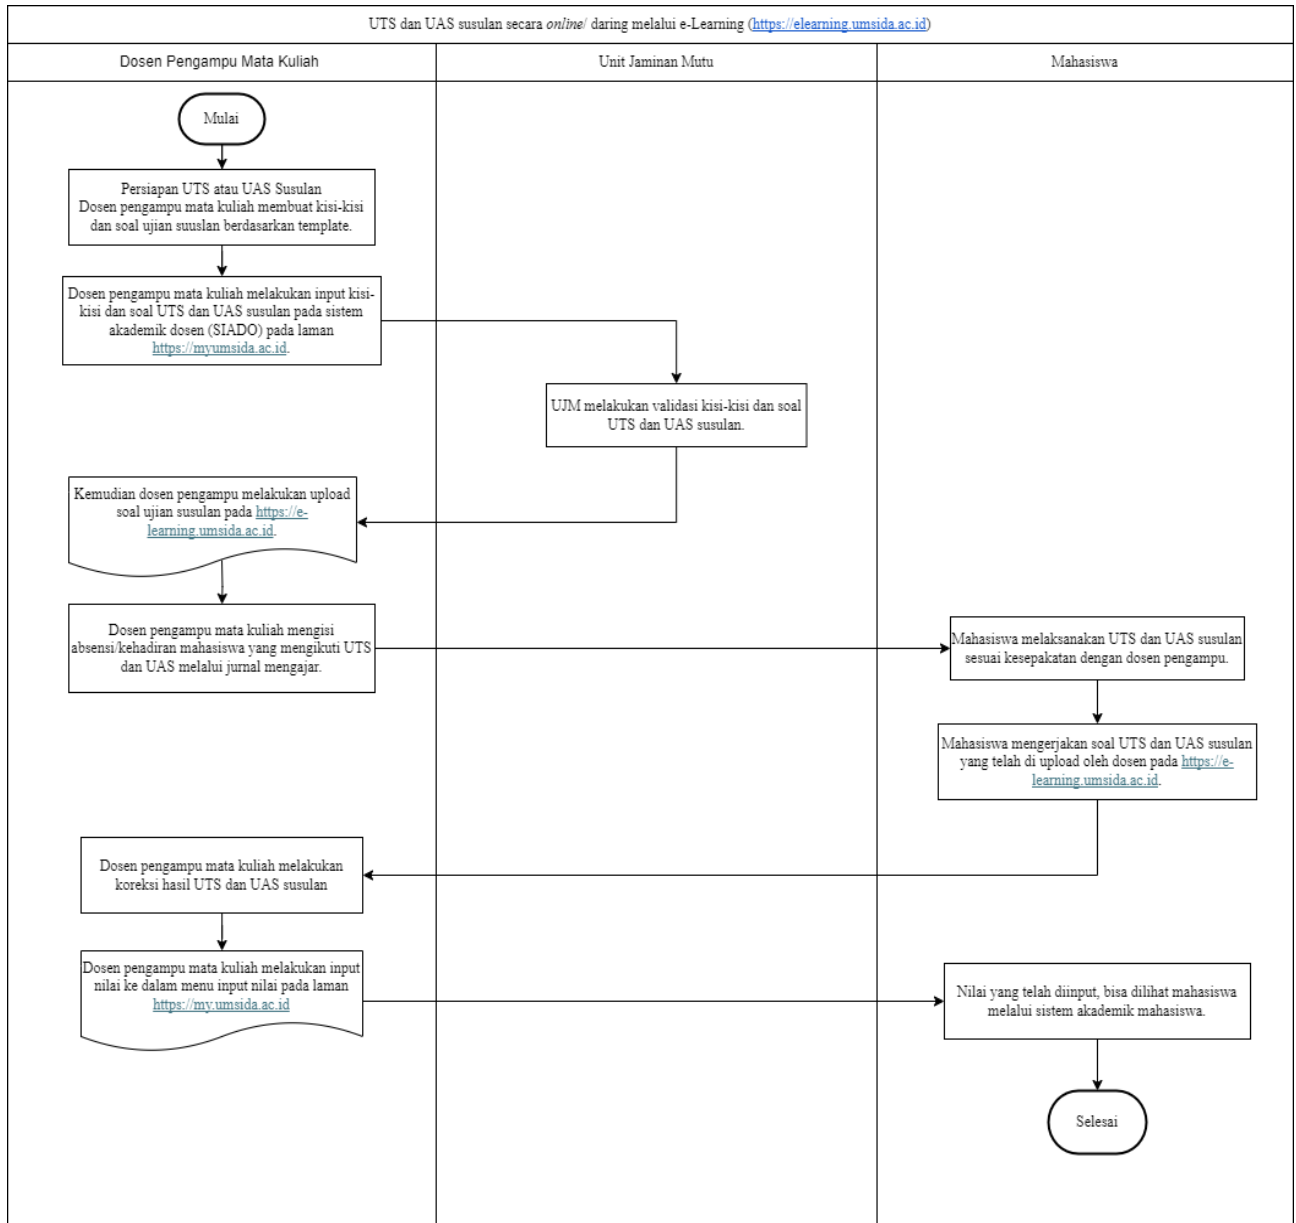 UTS dan UAS susulan secara online/ daring melalui e-Learning (https://elearning.umsida.ac.id)
Dosen Pengampu Mata Kuliah
Unit Jaminan Mutu
Mahasiswa
Mulai
Persiapan UTS atau UAS Susulan
Dosen pengampu mata kuliah membuat kisi-kisi
dan soal ujian suuslan berdasarkan template.
Dosen pengampu mata kuliah melakukan input kisi-
kisi dan soal UTS dan UAS susulan pada sistem
akademik dosen (SIADO) pada laman
https://myumsida.ac.id.
UJM melakukan validasi kisi-kisi dan soal
UTS dan UAS susulan.
Kemudian dosen pengampu melakukan upload
soal ujian susulan pada https://e-
learning.umsida.ac.id.
Dosen pengampu mata kuliah mengisi
absensi/kehadiran mahasiswa yang mengikuti UTS
dan UAS melalui jurnal mengajar.
Mahasiswa melaksanakan UTS dan UAS susulan
sesuai kesepakatan dengan dosen pengampu.
Mahasiswa mengerjakan soal UTS dan UAS susulan
yang telah di upload oleh dosen pada https://e-
learning.umsida.ac.id.
Dosen pengampu mata kuliah melakukan
koreksi hasil UTS dan UAS susulan
Dosen pengampu mata kuliah melakukan input
nilai ke dalam menu input nilai pada laman
https://my.umsida.ac.id
Nilai yang telah diinput, bisa dilihat mahasiswa
melalui sistem akademik mahasiswa.
Selesai